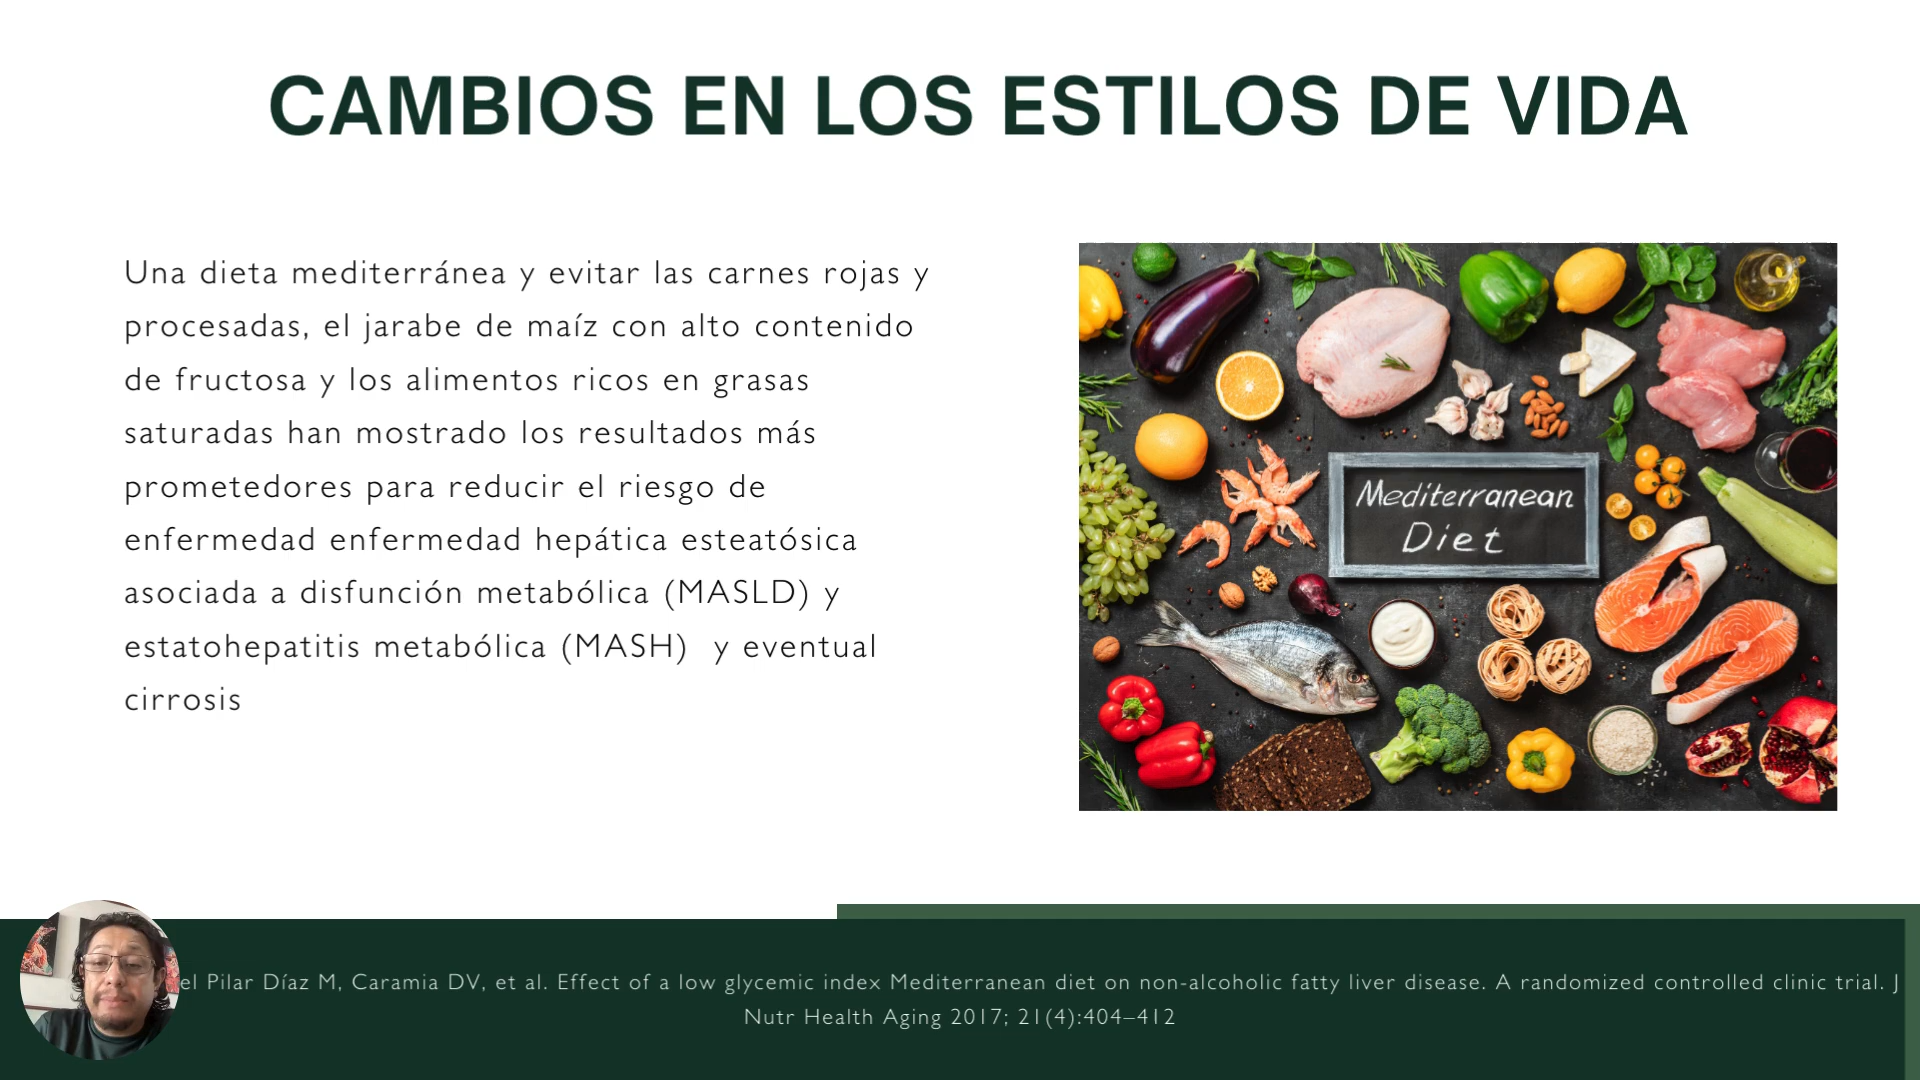 CAMBIOS EN LOS ESTILOS DE VIDA
Una dieta mediterránea y evitar las carnes rojas y
procesadas, el jarabe de maíz con alto contenido
de fructosa y los alimentos ricos en grasas
saturadas han mostrado los resultados más
prometedores para reducir el riesgo de
enfermedad enfermedad hepática esteatósica
asociada a disfunción metabólica (MASLD) y
estatohepatitis metabólica (MASH) y eventual
cirrosis
Mediterranean
Diet
Pilar Díaz M, Caramia DV, et al. Effect of a low glycemic index Mediterranean diet on non-alcoholic fatty liver disease. A randomized controlled clinic trial. J
Nutr Health Aging 2017; 21(4):404–412